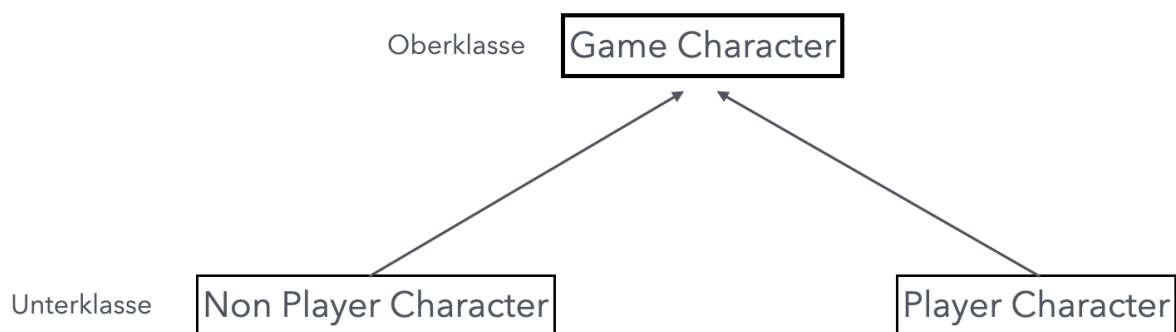 Oberklasse
Game Character
Unterklasse
Non Player Character
Player Character